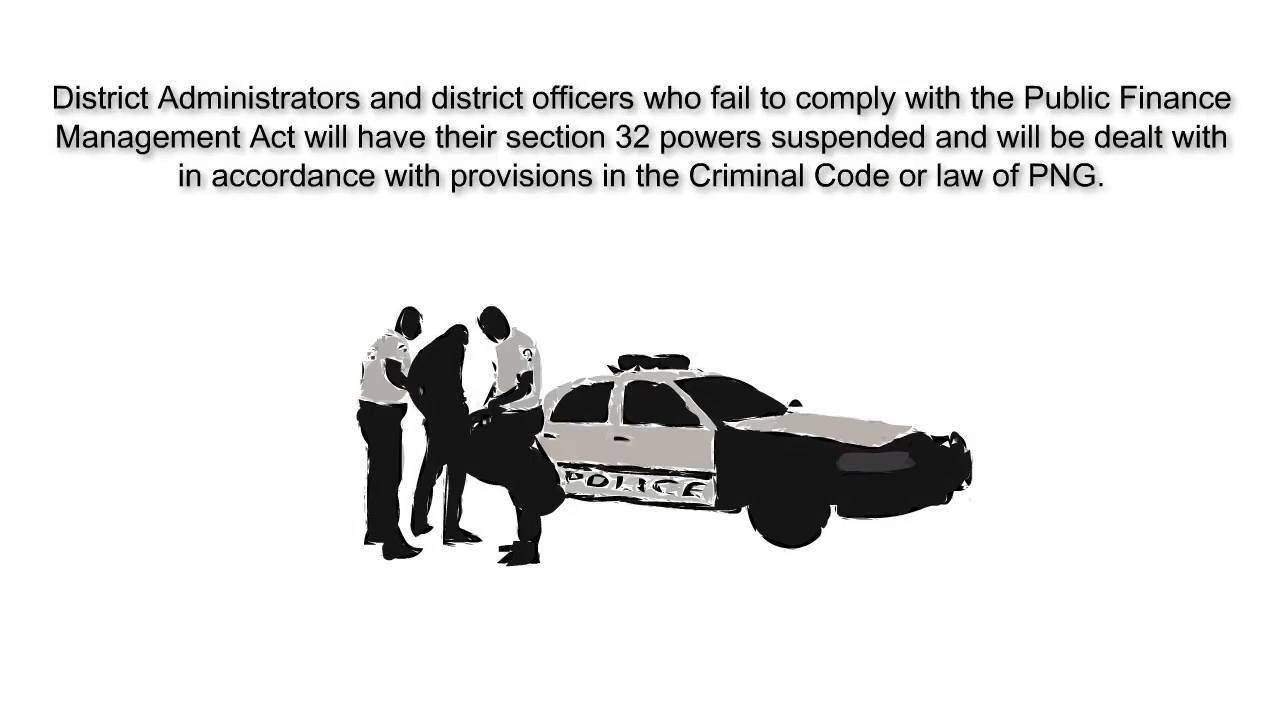 District Administrators and district officers who fail to comply with the Public Finance
Management Act will have their section 32 powers suspended and will be dealt with
in accordance with provisions in the Criminal Code or law of PNG.
POLICE